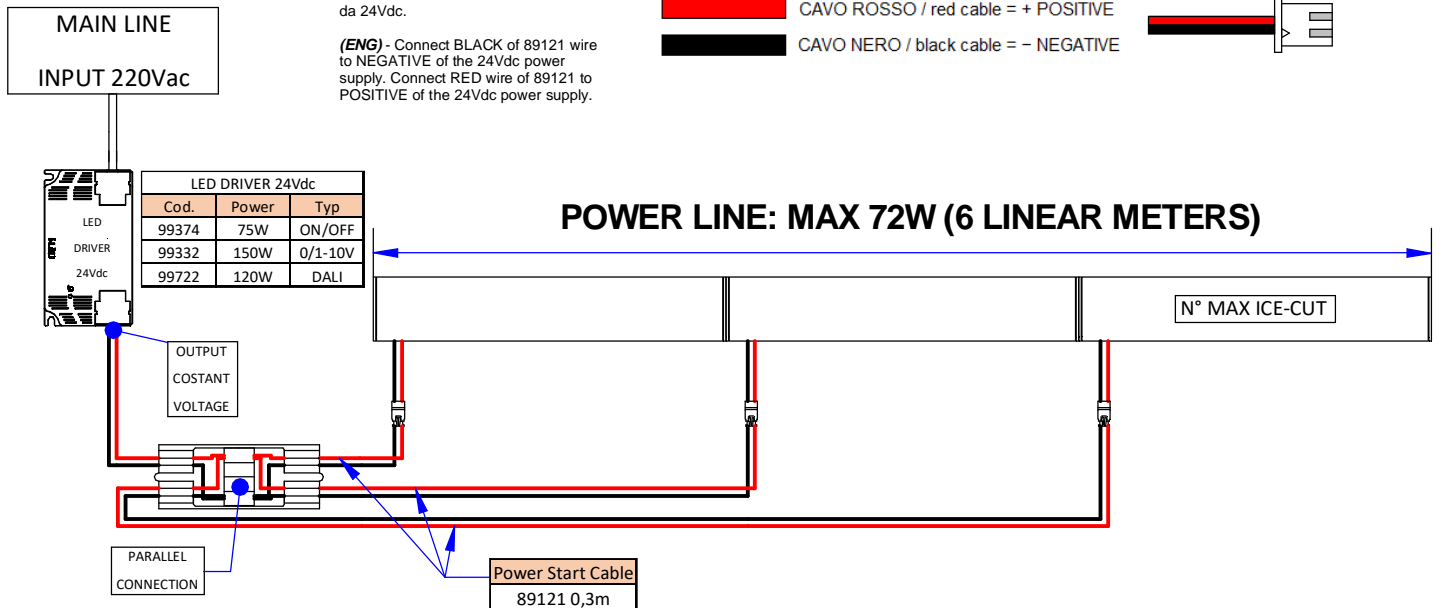 MAIN LINE
INPUT 220Vac
da 24Vdc.
(ENG) - Connect BLACK of 89121 wire
to NEGATIVE of the 24Vdc power
supply. Connect RED wire of 89121 to
POSITIVE of the 24Vdc power supply.
CAVO ROSSO / red cable = + POSITIVE
CAVO NERO / black cable = − NEGATIVE
LED
DRIVER
24Vdc
LED DRIVER 24Vdc
Cod. Power Typ
99374 75W ON/OFF
99332 150W 0/1-10V
99722 120W DALI
POWER LINE: MAX 72W (6 LINEAR METERS)
N° MAX ICE-CUT
OUTPUT
COSTANT
VOLTAGE
PARALLEL
CONNECTION
Power Start Cable
89121 0,3m